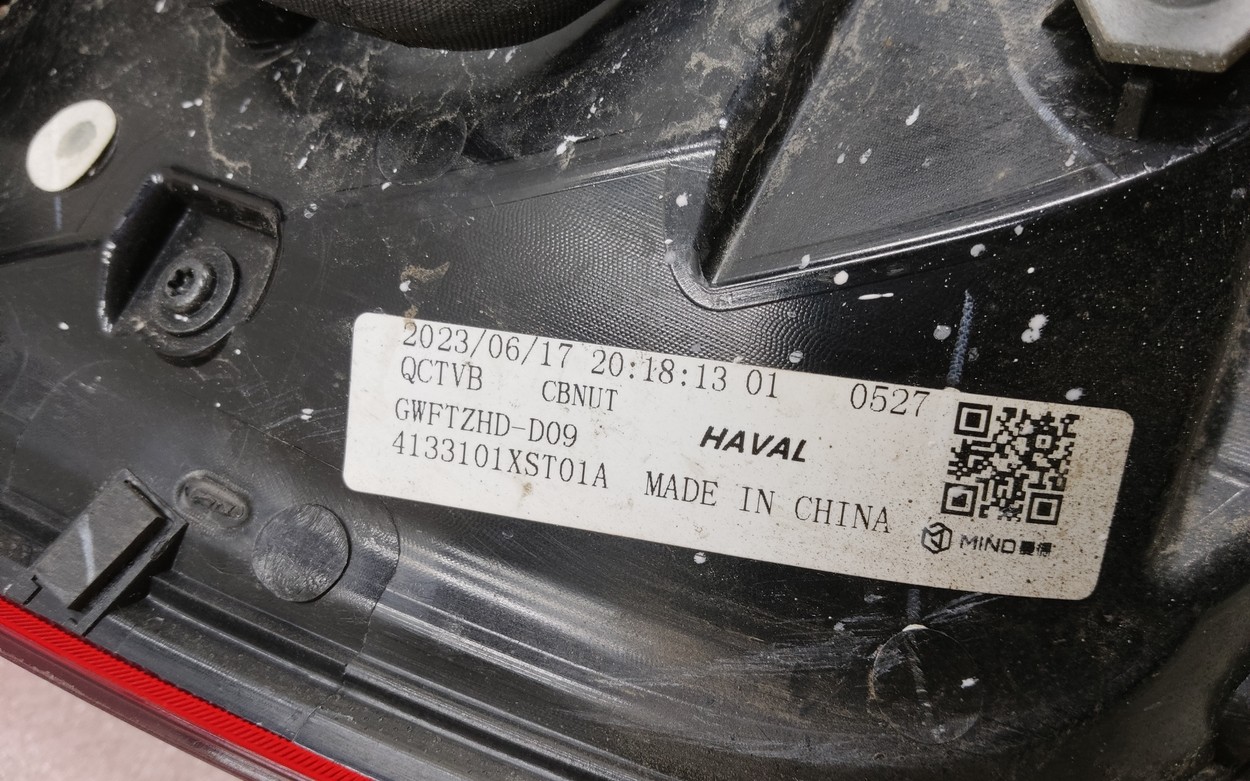 2023/06/17 20:18:13 01 0527
QCTVB CBNUT
GWFTZHD-D09
HAVAL
4133101XST01A MADE IN CHINA
MIND曼德